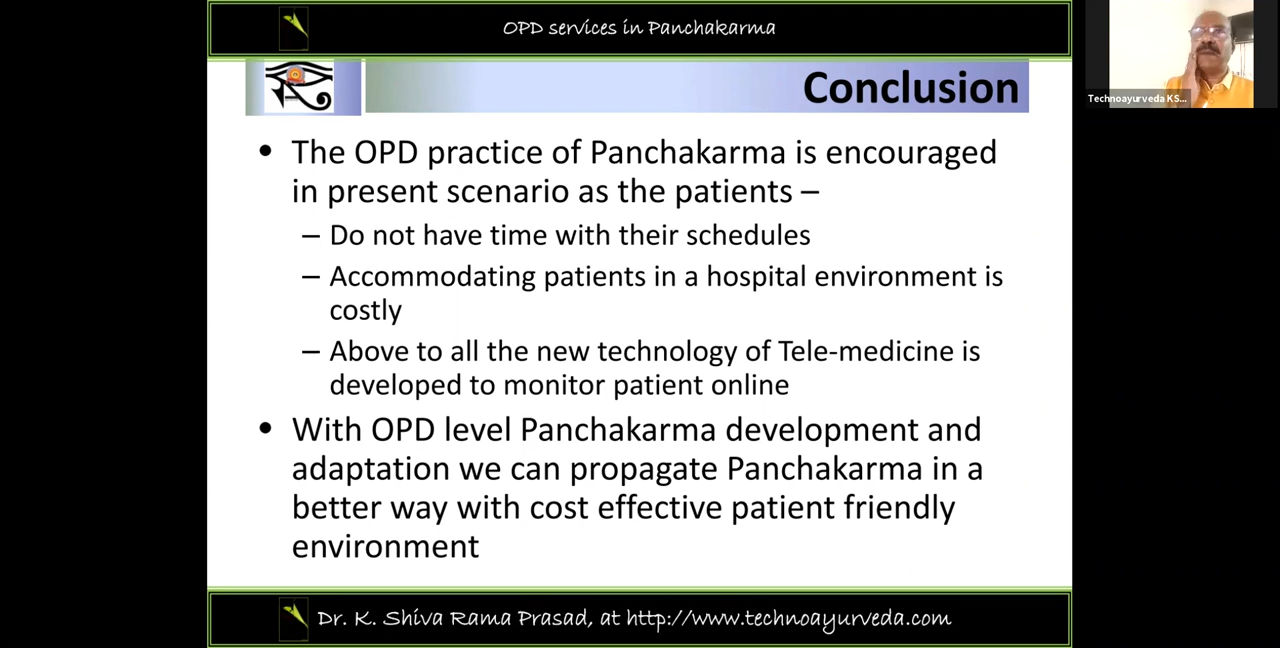 OPD services in Panchakarma
Technoayurveda KS...
Conclusion
• The OPD practice of Panchakarma is encouraged
in present scenario as the patients –
– Do not have time with their schedules
– Accommodating patients in a hospital environment is
costly
– Above to all the new technology of Tele-medicine is
developed to monitor patient online
• With OPD level Panchakarma development and
adaptation we can propagate Panchakarma in a
better way with cost effective patient friendly
environment
Dr. K. Shiva Rama Prasad, at http://www.technoayurveda.com